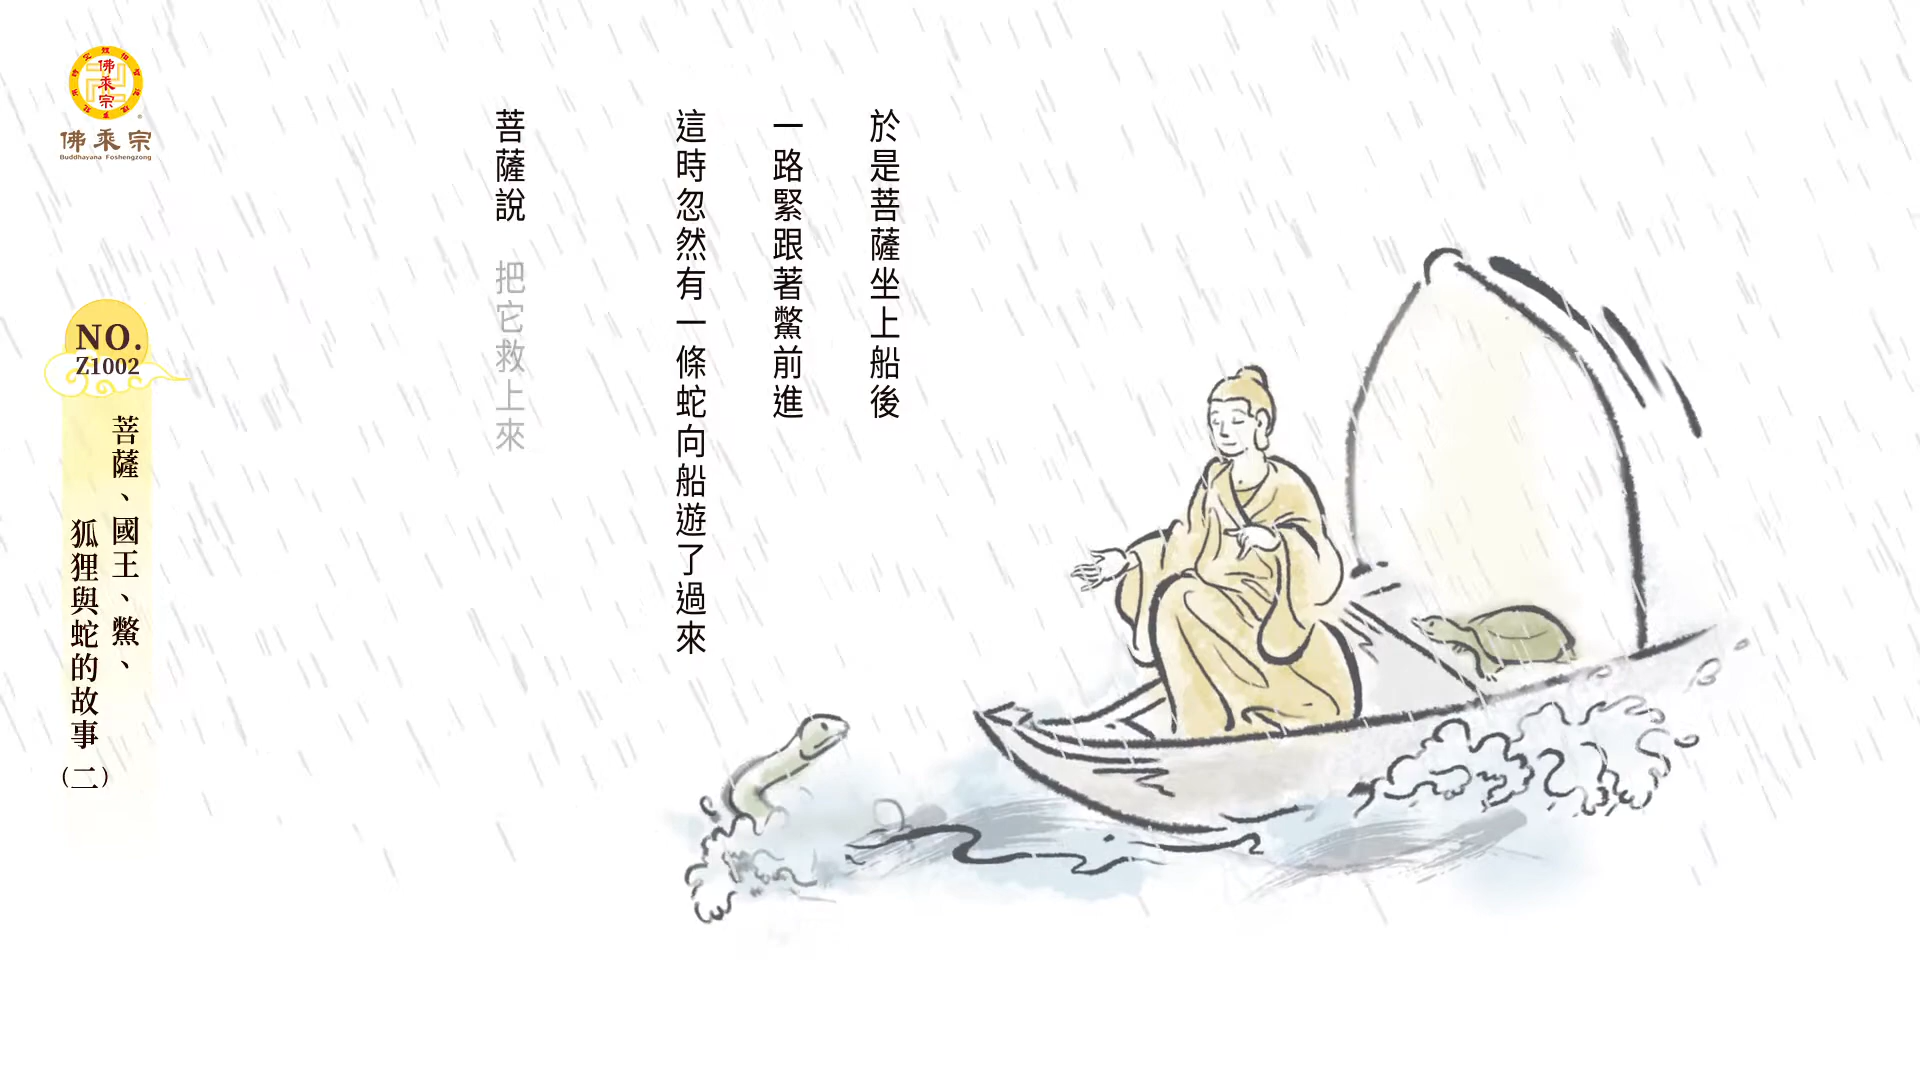 佛乘宗
佛乘宗
Buddhayana Foshengzong
NO.
Z1002
菩薩、國王、鱉、
狐狸與蛇的故事
(二)
於是菩薩坐上船後
一路緊跟著鱉前進
這時忽然有一條蛇向船遊了過來
菩薩說 把它救上來